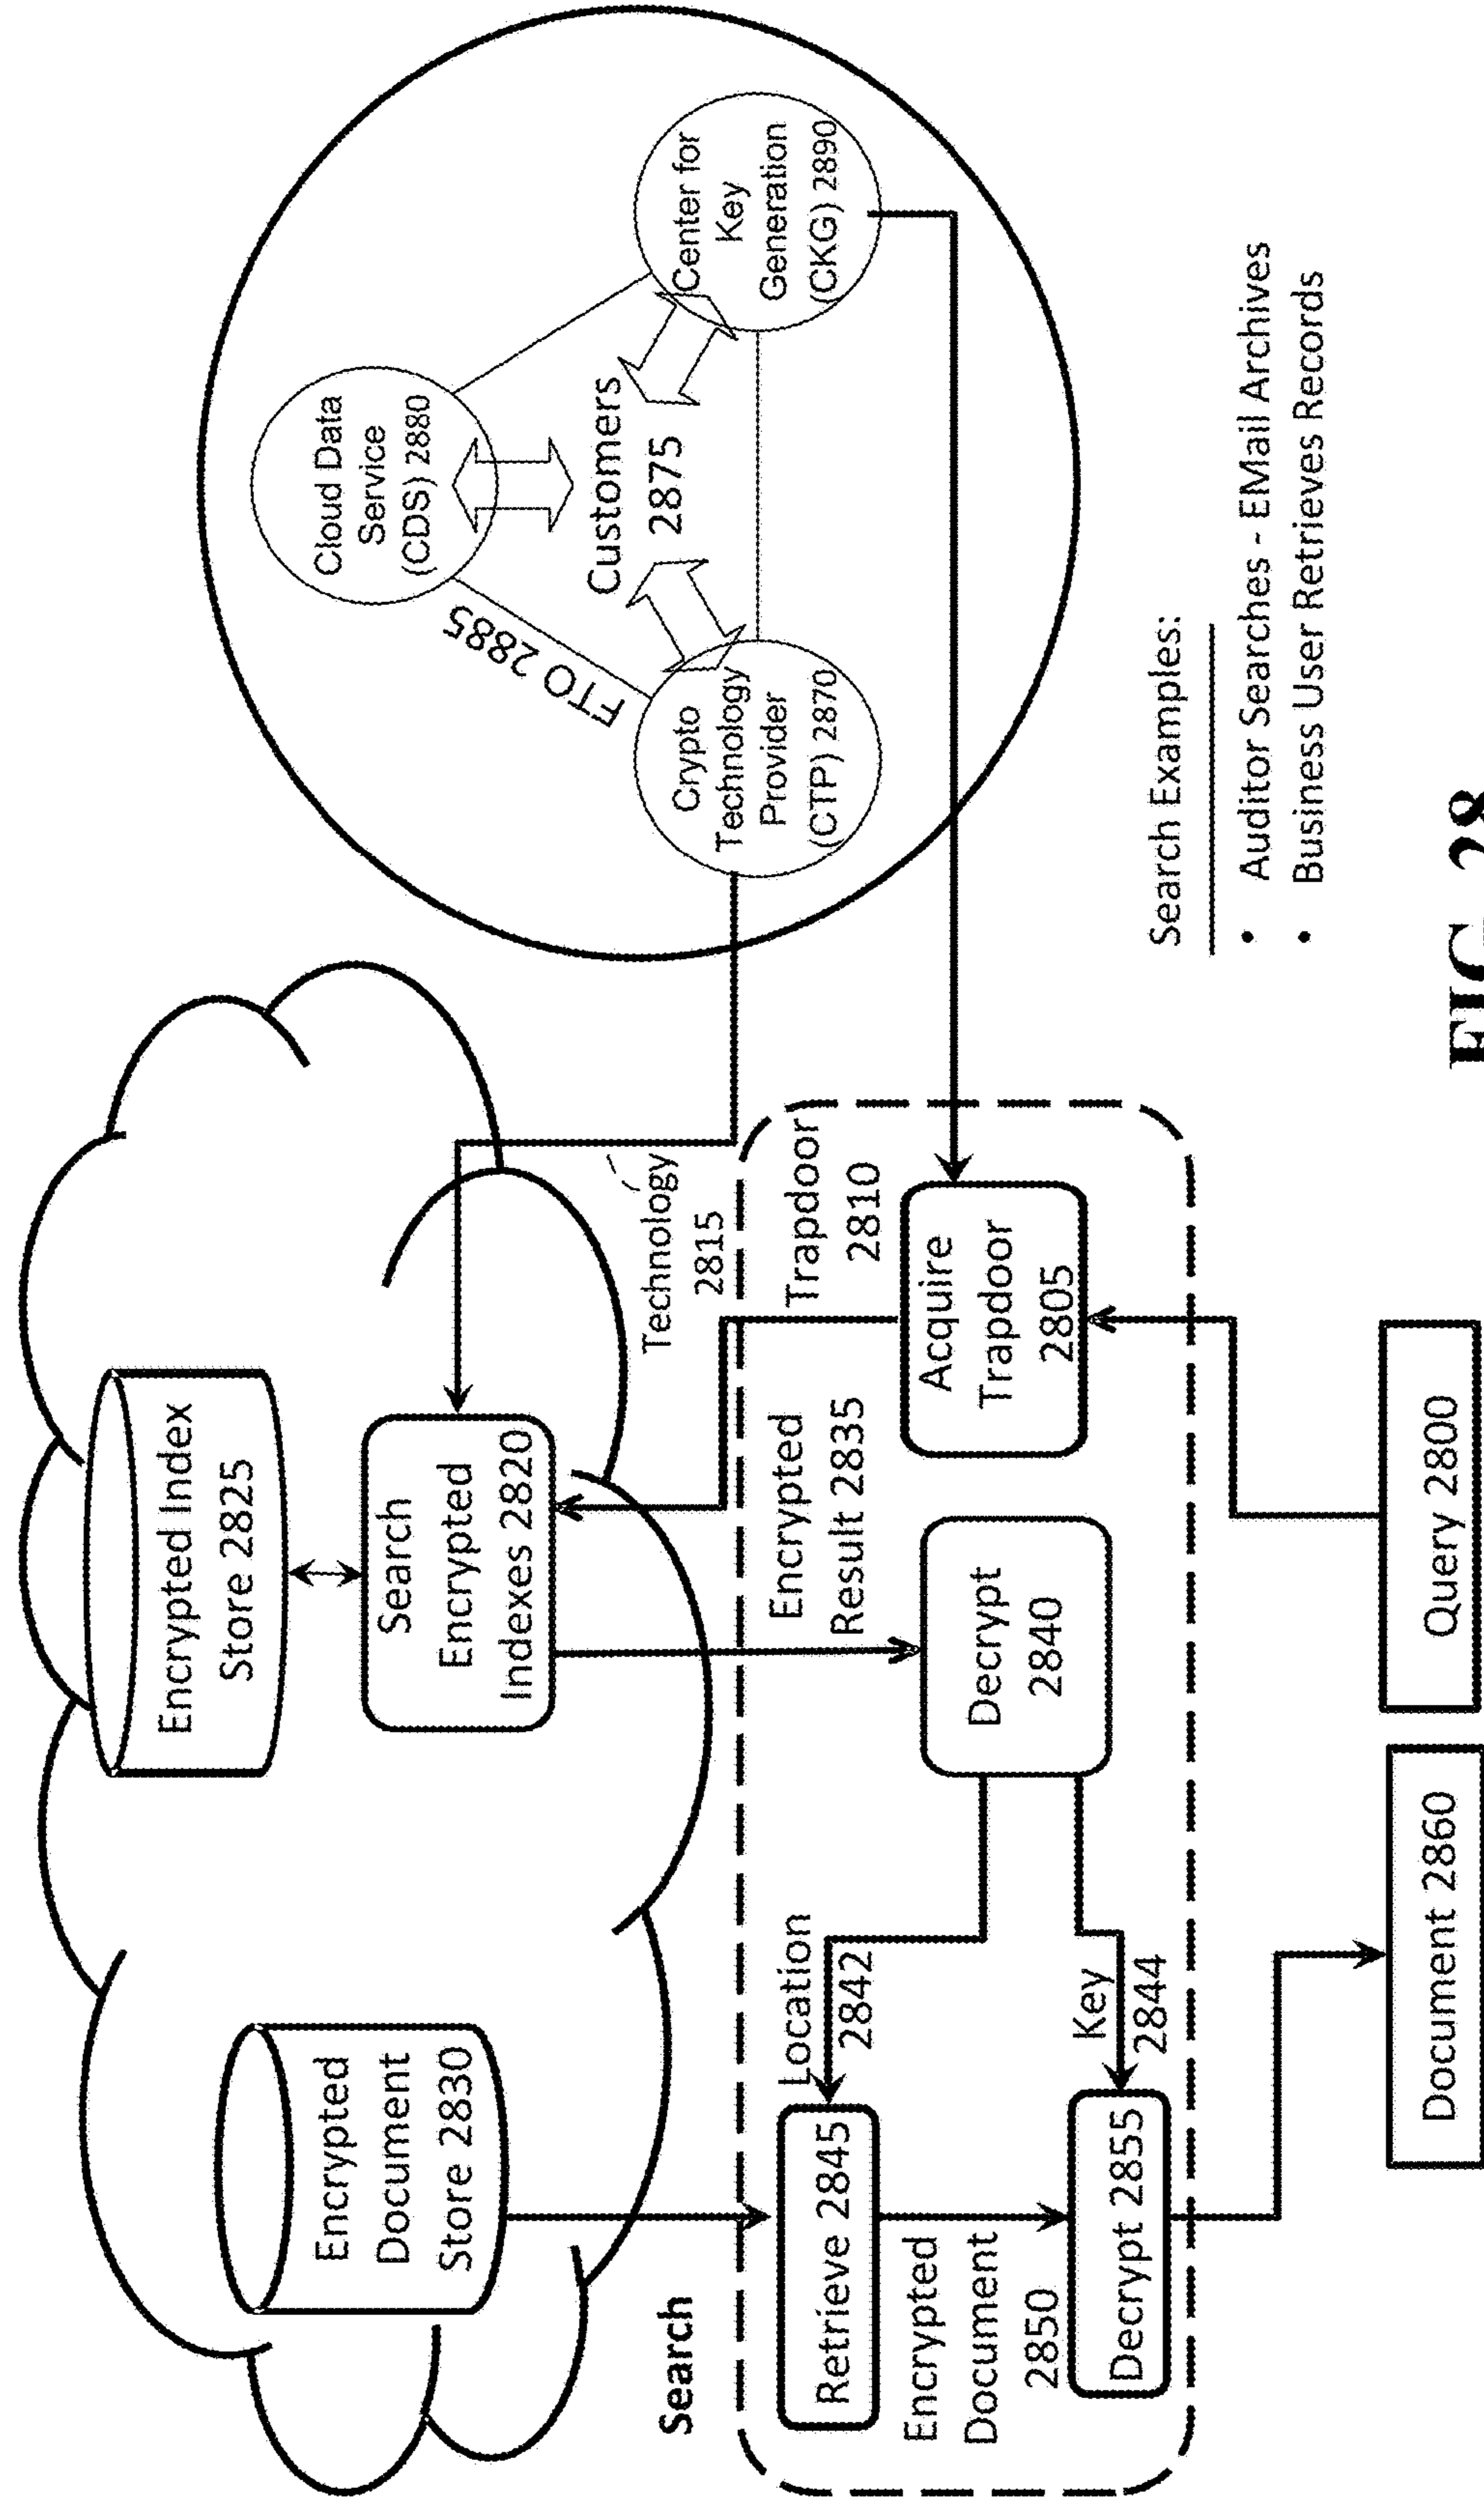 Encrypted
Document
Store 2830
Encrypted Index
Store 2825
Search
Encrypted
Indexes 2820
Cloud Data
Service
(CDS) 2880
FTO 2885
Customers
2875
Crypto
Technology
Provider
(CTP) 2870
Center for
Key
Generation
(CKG) 2890
Search
Technology
2815
Retrieve 2845
Location
2842
Encrypted
Result 2835
Trapdoor
2810
Encrypted
Document
2850
Decrypt
2840
Acquire
Trapdoor
2805
Decrypt 2855
Key
2844
Document 2860
Query 2800
Search Examples:
• Auditor Searches - EMail Archives
• Business User Retrieves Records
FIG. 28